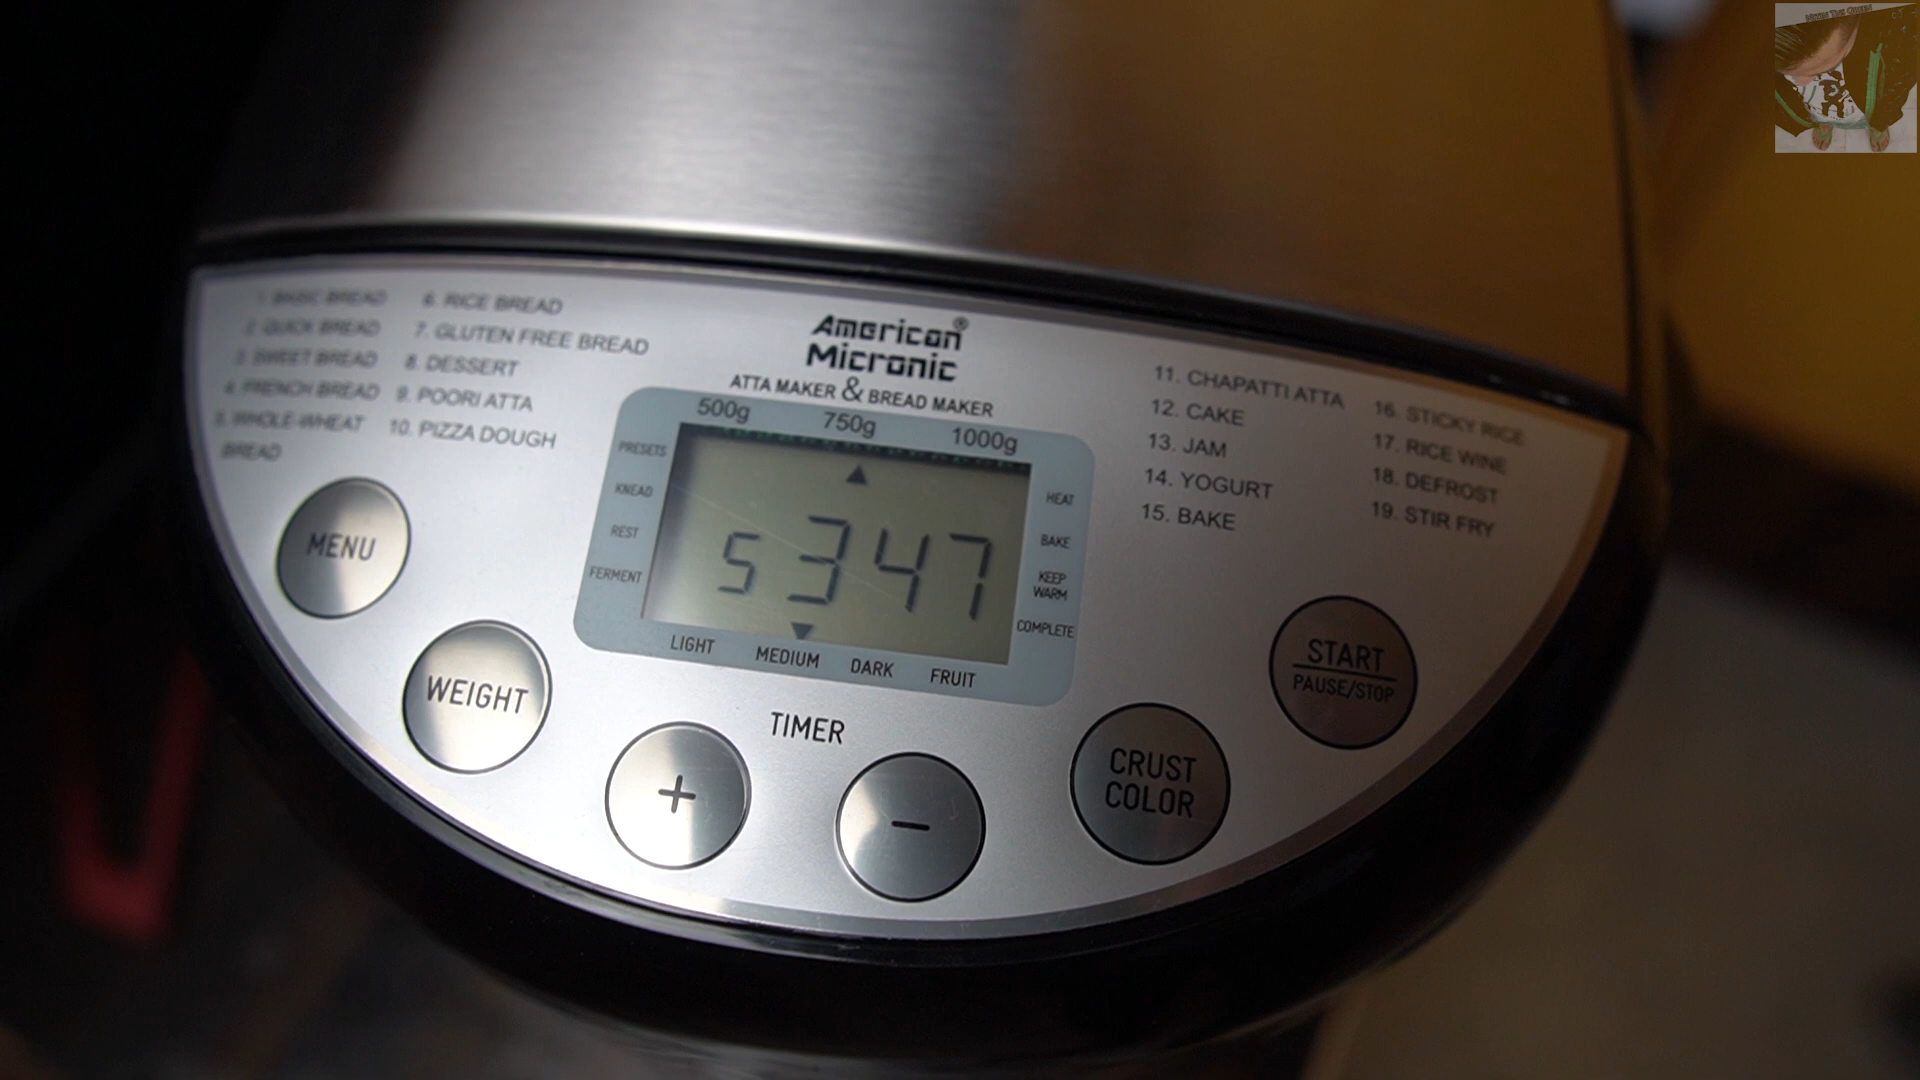 1. BASIC BREAD
2. QUICK BREAD
3. SWEET BREAD
4. FRENCH BREAD
5. WHOLE-WHEAT
BREAD
6. RICE BREAD
7. GLUTEN FREE BREAD
8. DESSERT
9. POORI ATTA
10. PIZZA DOUGH
American®
Micronic
ATTA MAKER & BREAD MAKER
500g 750g 1000g
PRESETS
KNEAD
REST
FERMENT
5 347
HEAT
BAKE
KEEP
WARM
COMPLETE
LIGHT MEDIUM DARK FRUIT
11. CHAPATTI ATTA
12. CAKE
13. JAM
14. YOGURT
15. BAKE
16. STICKY RICE
17. RICE WINE
18. DEFROST
19. STIR FRY
MENU
WEIGHT
TIMER
+
−
CRUST
COLOR
START
PAUSE/STOP